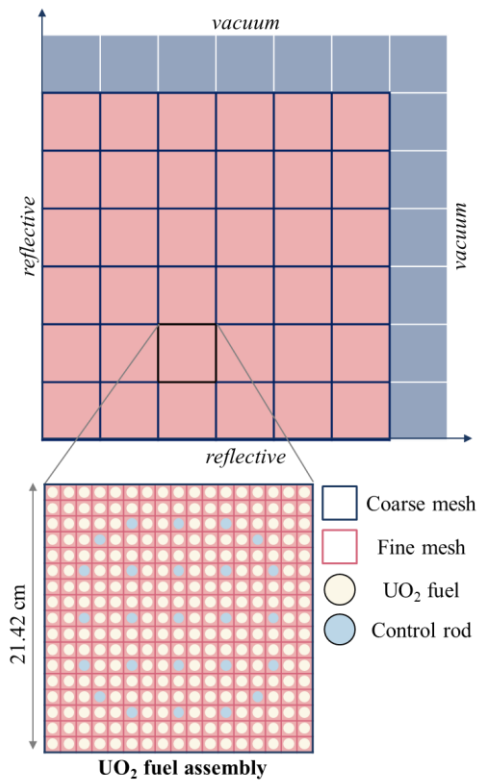 vacuum
reflective
vacuum
reflective
Coarse mesh
Fine mesh
UO₂ fuel
Control rod
21.42 cm
UO₂ fuel assembly